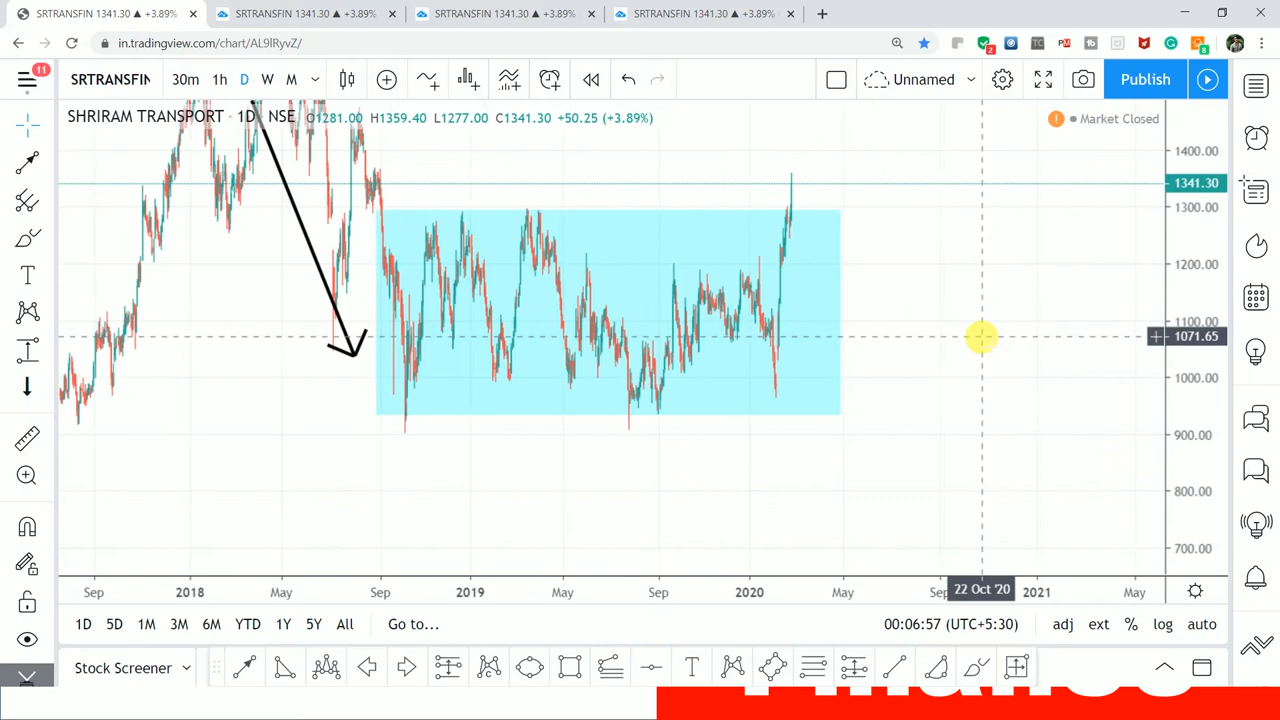 SRTRANSFIN 1341.30 ▲ +3.89% SRTRANSFIN 1341.30 ▲ +3.89% SRTRANSFIN 1341.30 ▲ +3.89% SRTRANSFIN 1341.30 ▲ +3.89%
in.tradingview.com/chart/AL9lRyvZ/
11 SRTRANSFIN 30m 1h D W M Unnamed Publish
SHRIRAM TRANSPORT · 1D · NSE O1281.00 H1359.40 L1277.00 C1341.30 +50.25 (+3.89%) Market Closed
1400.00
1341.30
1300.00
1200.00
1100.00
1071.65
1000.00
900.00
800.00
700.00
Sep 2018 May Sep 2019 May Sep 2020 May Sep 22 Oct '20 2021 May
1D 5D 1M 3M 6M YTD 1Y 5Y All Go to... 00:06:57 (UTC+5:30) adj ext % log auto
Stock Screener